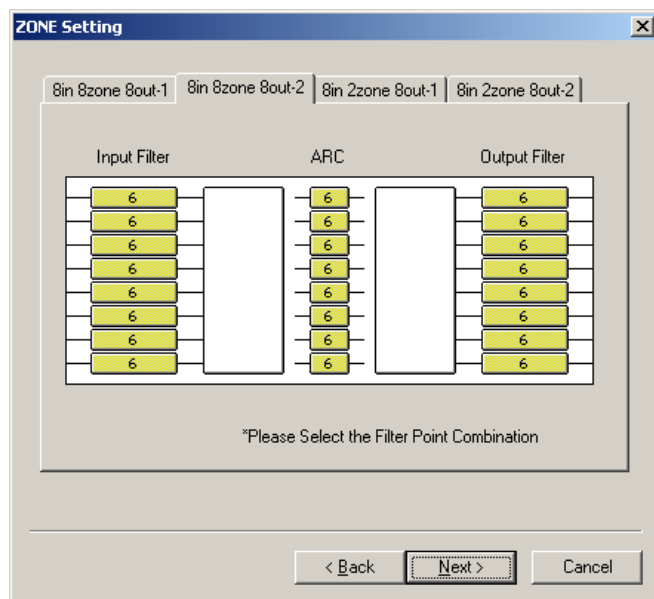 ZONE Setting
8in 8zone 8out-1 8in 8zone 8out-2 8in 2zone 8out-1 8in 2zone 8out-2
Input Filter ARC Output Filter
6 6 6
6 6 6
6 6 6
6 6 6
6 6 6
6 6 6
6 6 6
6 6 6
*Please Select the Filter Point Combination
< Back Next > Cancel